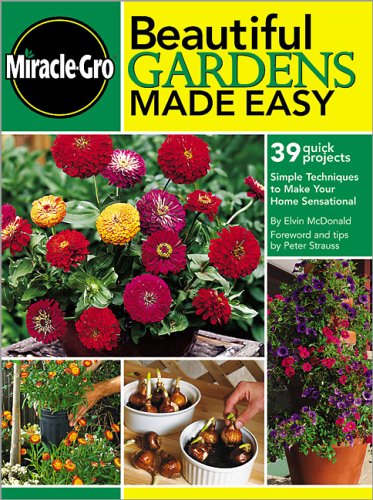 Miracle-Gro
Beautiful
GARDENS
MADE EASY
39 quick
projects
Simple Techniques
to Make Your
Home Sensational
By Elvin McDonald
Foreword and tips
by Peter Strauss